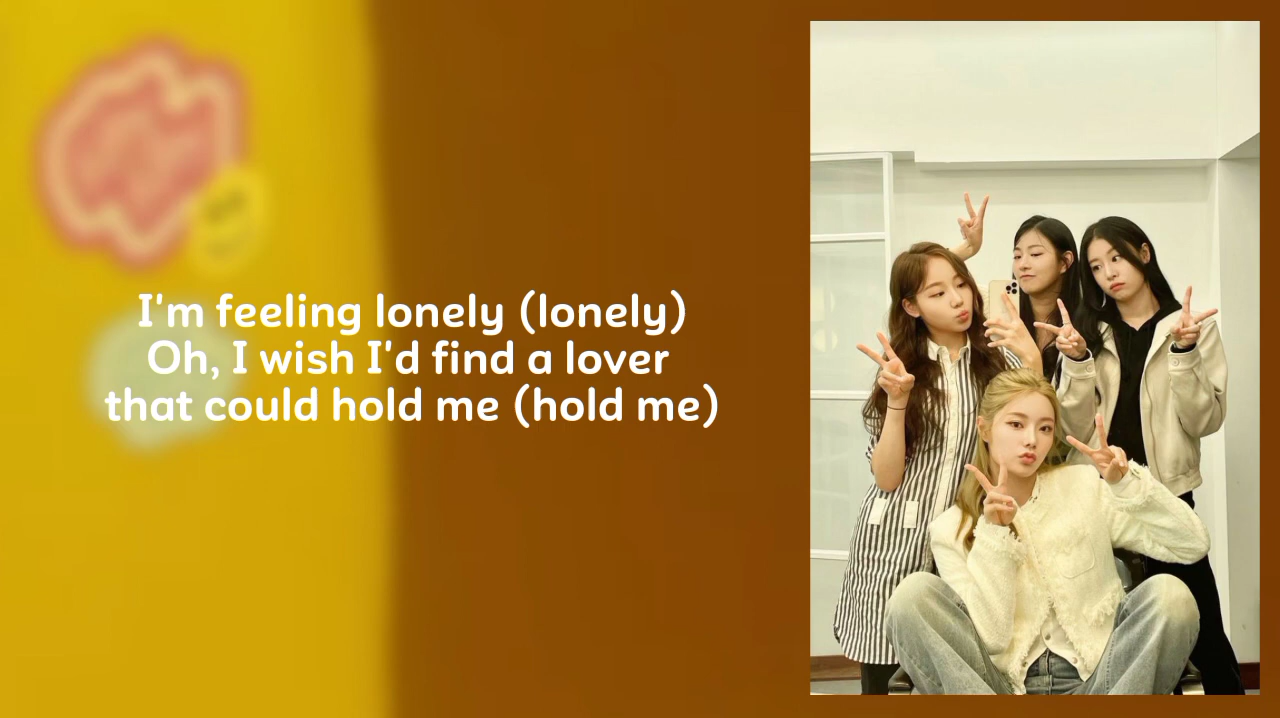 I'm feeling lonely (lonely)
Oh, I wish I'd find a lover
that could hold me (hold me)